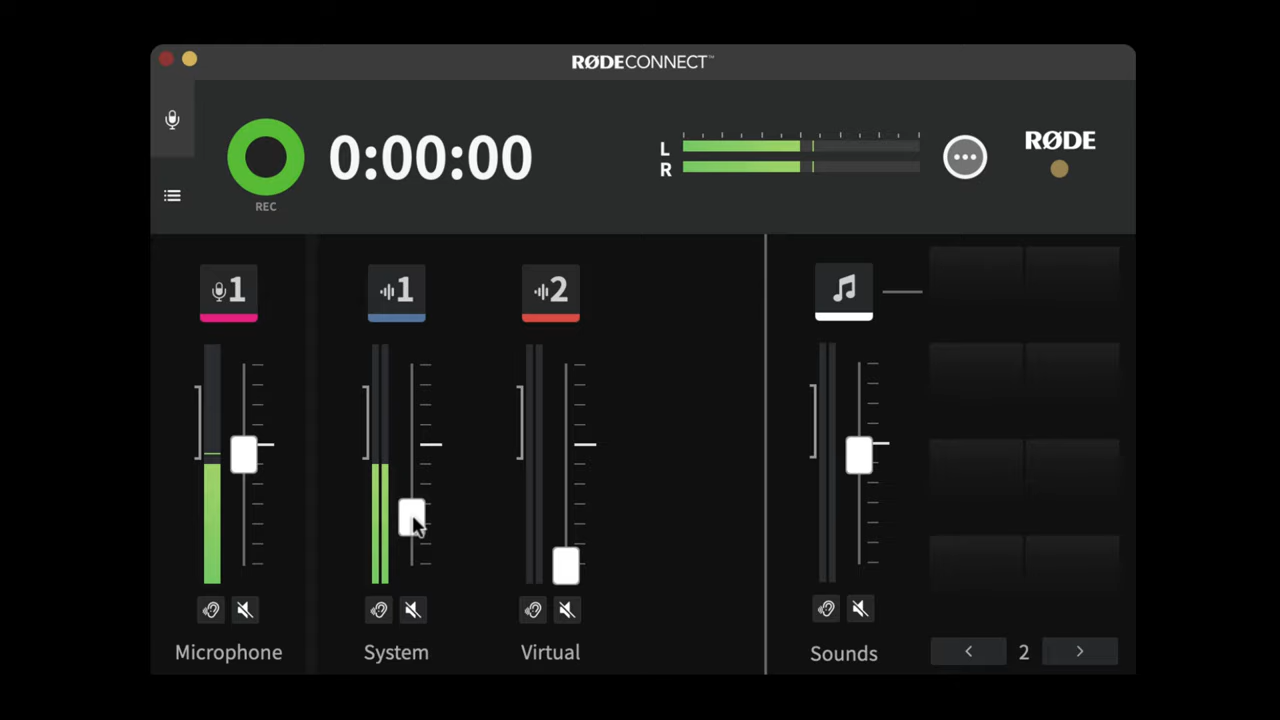 RØDECONNECT™
REC
0:00:00
L
R
RØDE
1
1
2
Microphone
System
Virtual
Sounds
2